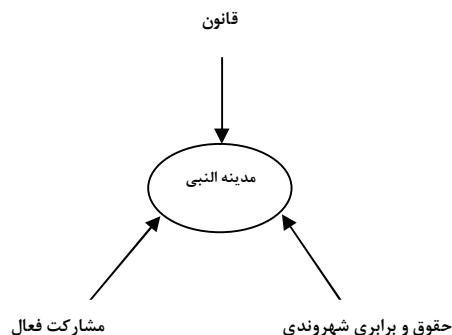 قانون
مدینه النبی
حقوق و برابری شهروندی
مشارکت فعال